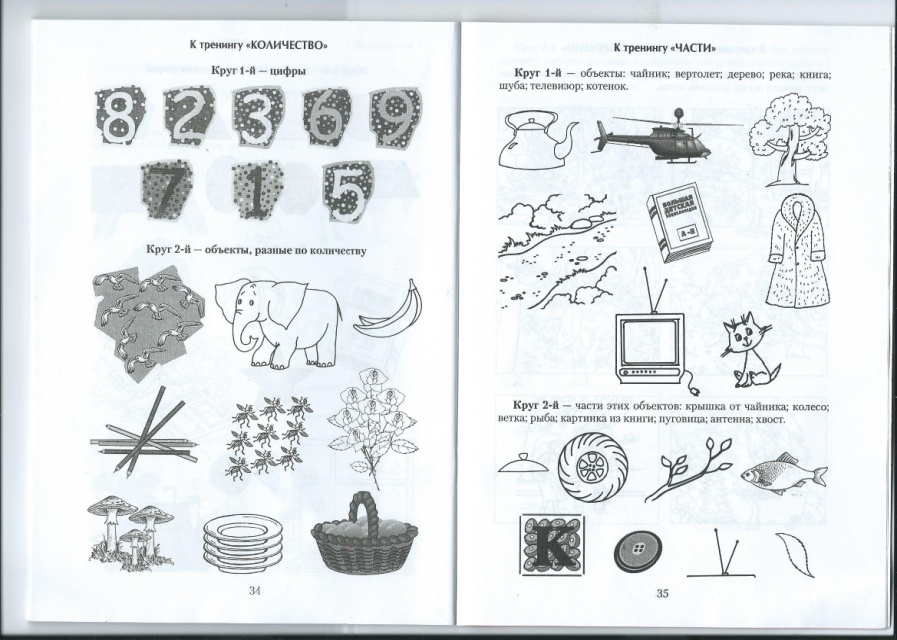 К тренингу «КОЛИЧЕСТВО»
Круг 1-й — цифры
8 2 3 6 9
7 1 5
Круг 2-й — объекты, разные по количеству
34
К тренингу «ЧАСТИ»
Круг 1-й — объекты: чайник; вертолет; дерево; река; книга;
шуба; телевизор; котенок.
БОЛЬШАЯ
ДЕТСКАЯ
А-Я
Круг 2-й — части этих объектов: крышка от чайника; колесо;
ветка; рыба; картинка из книги; пуговица; антенна; хвост.
К
35